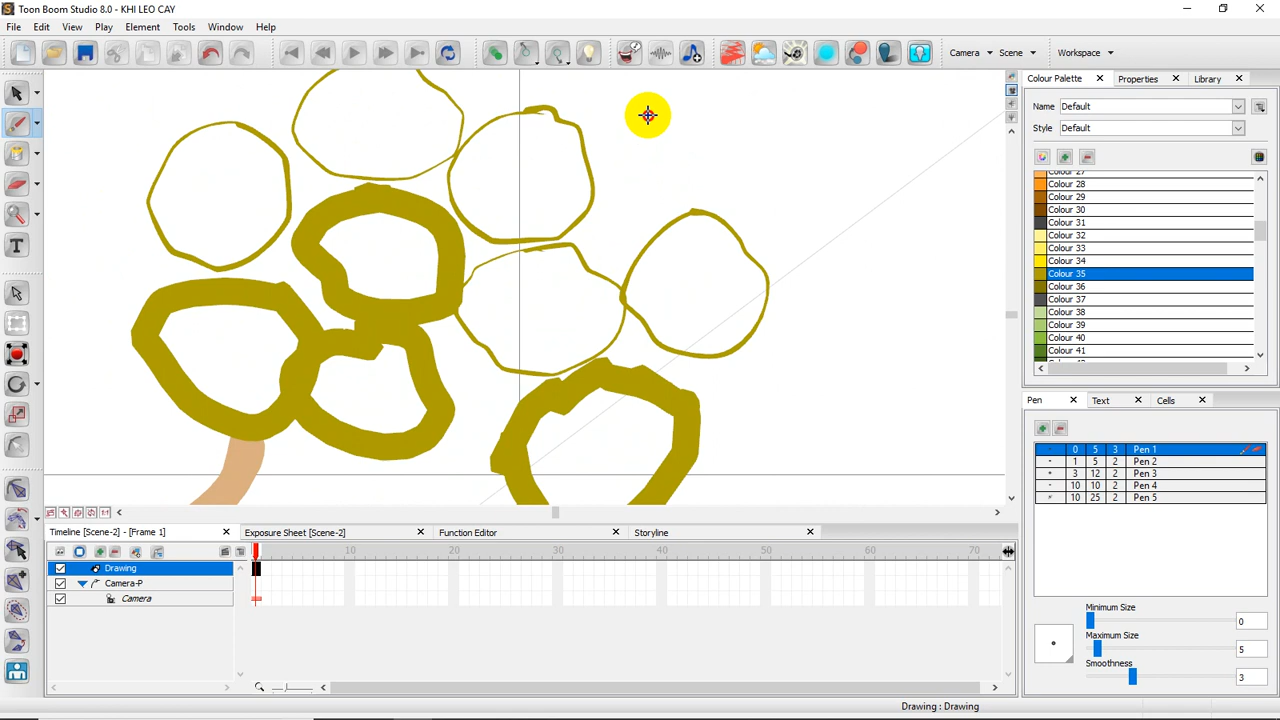 Toon Boom Studio 8.0 - KHI LEO CAY
File Edit View Play Element Tools Window Help
Camera Scene Workspace
Colour Palette Properties Library
Name Default
Style Default
Colour 28
Colour 29
Colour 30
Colour 31
Colour 32
Colour 33
Colour 34
Colour 35
Colour 36
Colour 37
Colour 38
Colour 39
Colour 40
Colour 41
Pen Text Cells
0 5 3 Pen 1
1 5 2 Pen 2
3 12 2 Pen 3
10 10 2 Pen 4
10 25 2 Pen 5
Minimum Size
0
Maximum Size
5
Smoothness
3
Timeline [Scene-2] - [Frame 1] Exposure Sheet [Scene-2] Function Editor Storyline
10 20 30 40 50 60 70
Drawing
Camera-P
Camera
Drawing : Drawing